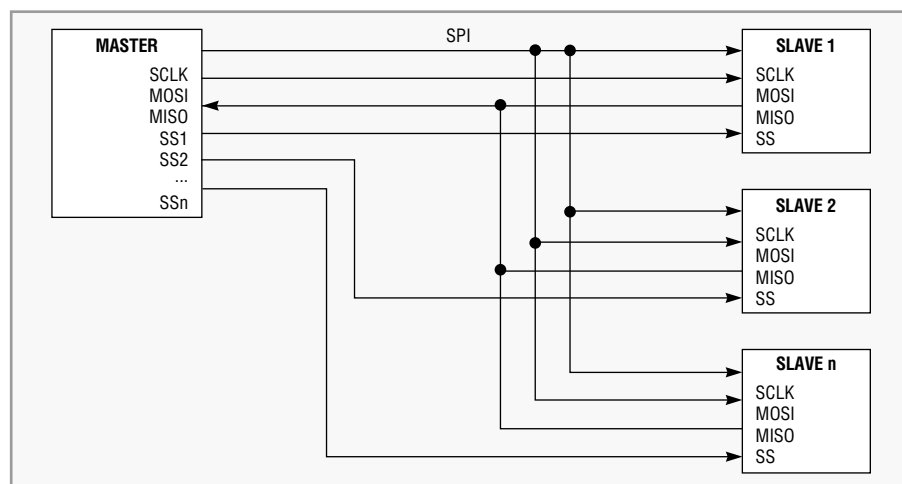 SPI
MASTER
SCLK
MOSI
MISO
SS1
SS2
...
SSn
SLAVE 1
SCLK
MOSI
MISO
SS
SLAVE 2
SCLK
MOSI
MISO
SS
SLAVE n
SCLK
MOSI
MISO
SS